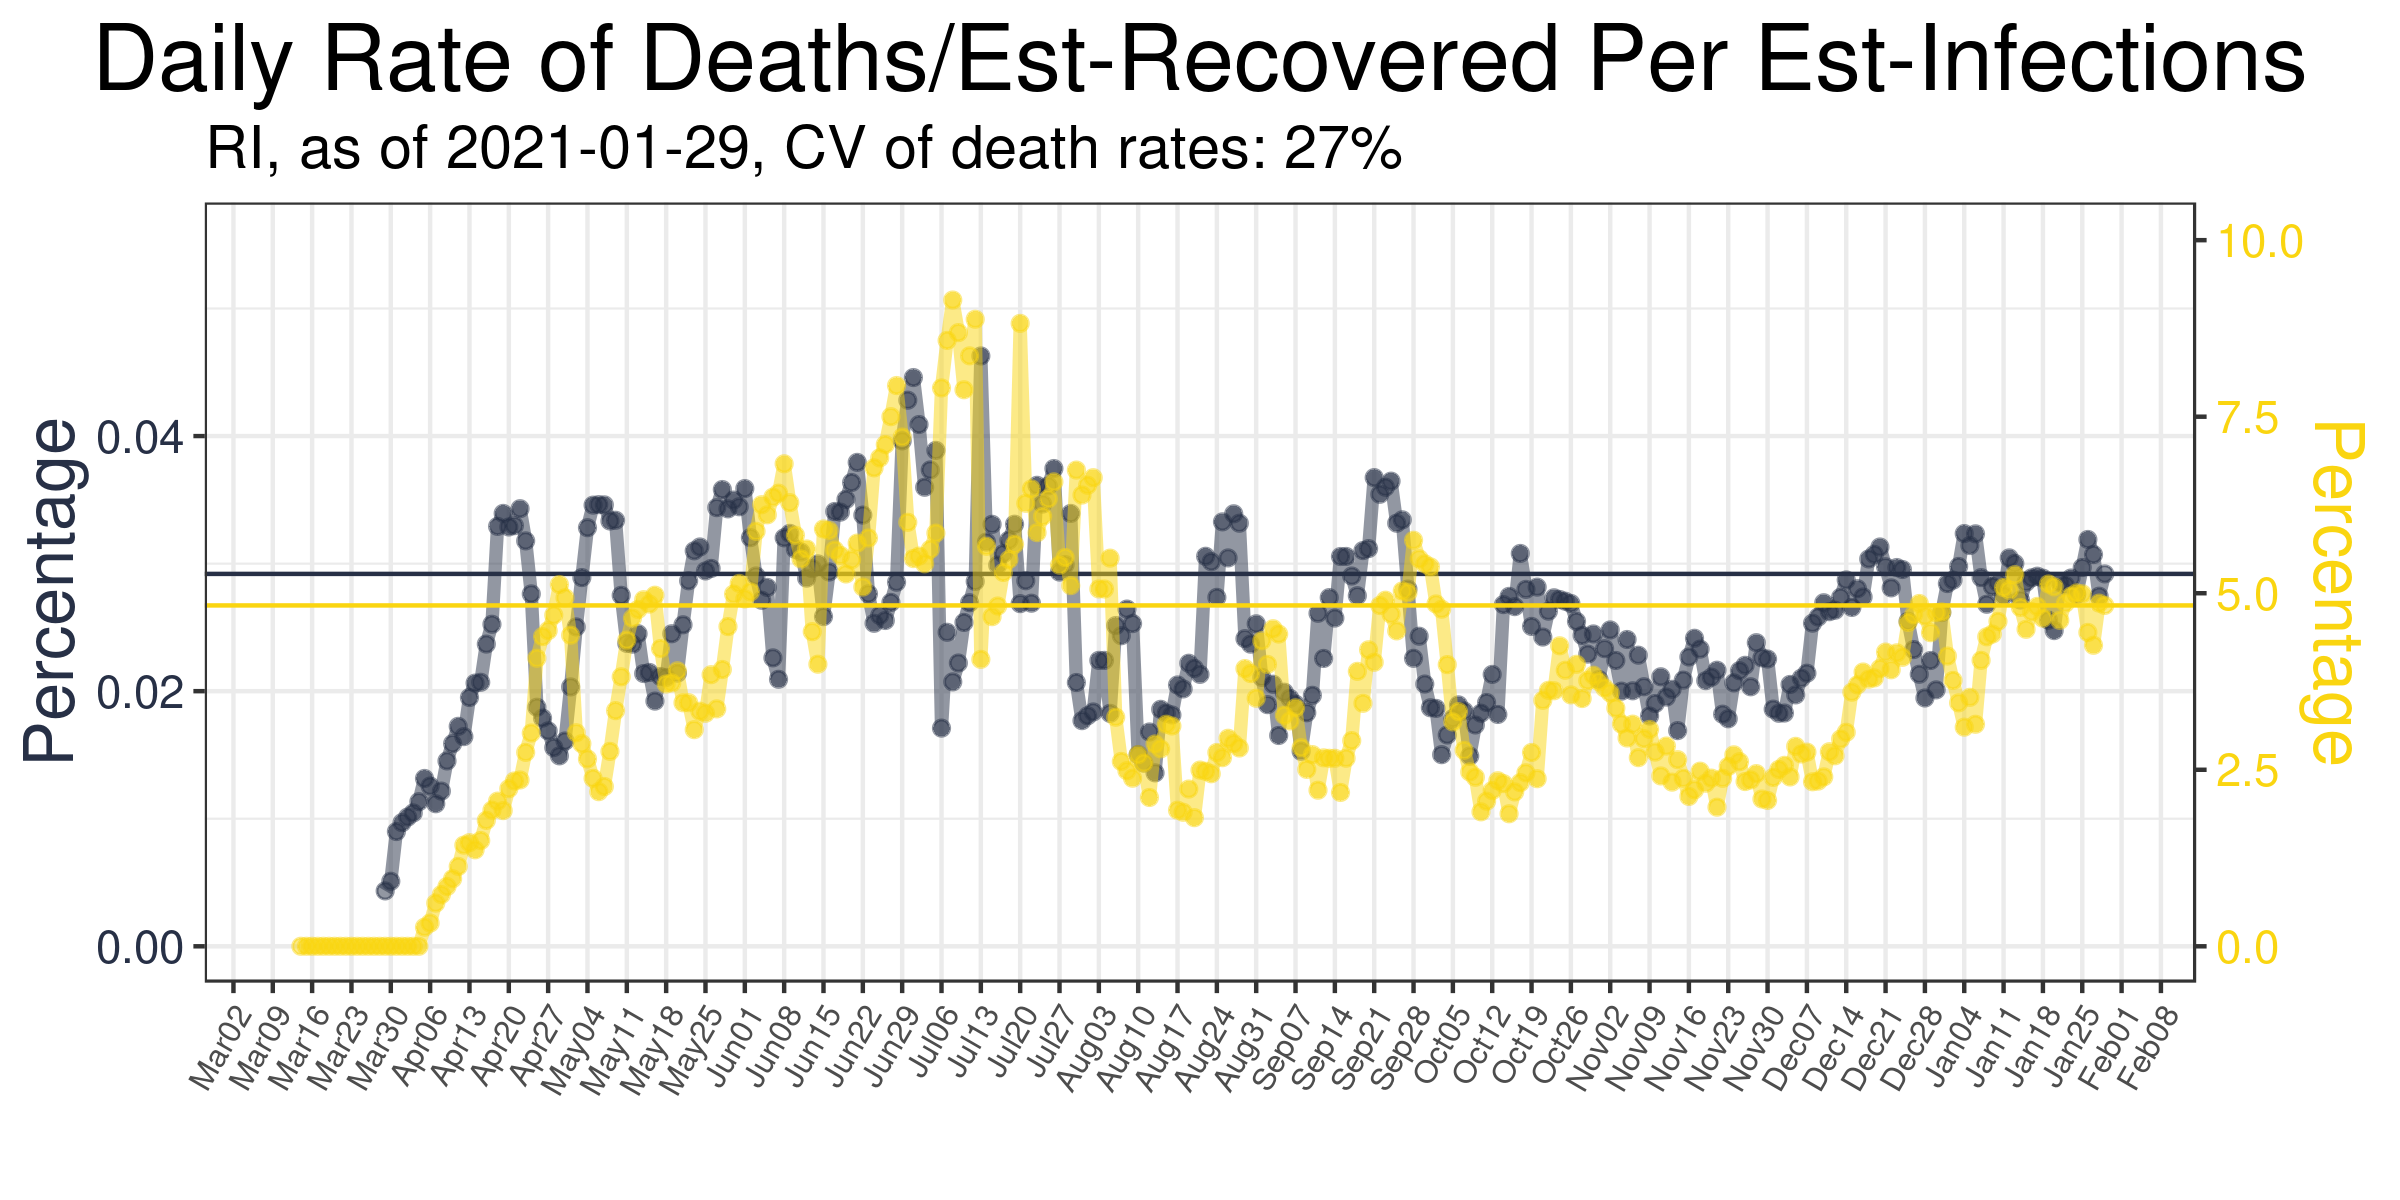 Daily Rate of Deaths/Est-Recovered Per Est-Infections
RI, as of 2021-01-29, CV of death rates: 27%
Percentage
0.04
0.02
0.00
10.0
7.5
5.0
2.5
0.0
Percentage
Mar02 Mar09 Mar16 Mar23 Mar30 Apr06 Apr13 Apr20 Apr27 May04 May11 May18 May25 Jun01 Jun08 Jun15 Jun22 Jun29 Jul06 Jul13 Jul20 Jul27 Aug03 Aug10 Aug17 Aug24 Aug31 Sep07 Sep14 Sep21 Sep28 Oct05 Oct12 Oct19 Oct26 Nov02 Nov09 Nov16 Nov23 Nov30 Dec07 Dec14 Dec21 Dec28 Jan04 Jan11 Jan18 Jan25 Feb01 Feb08